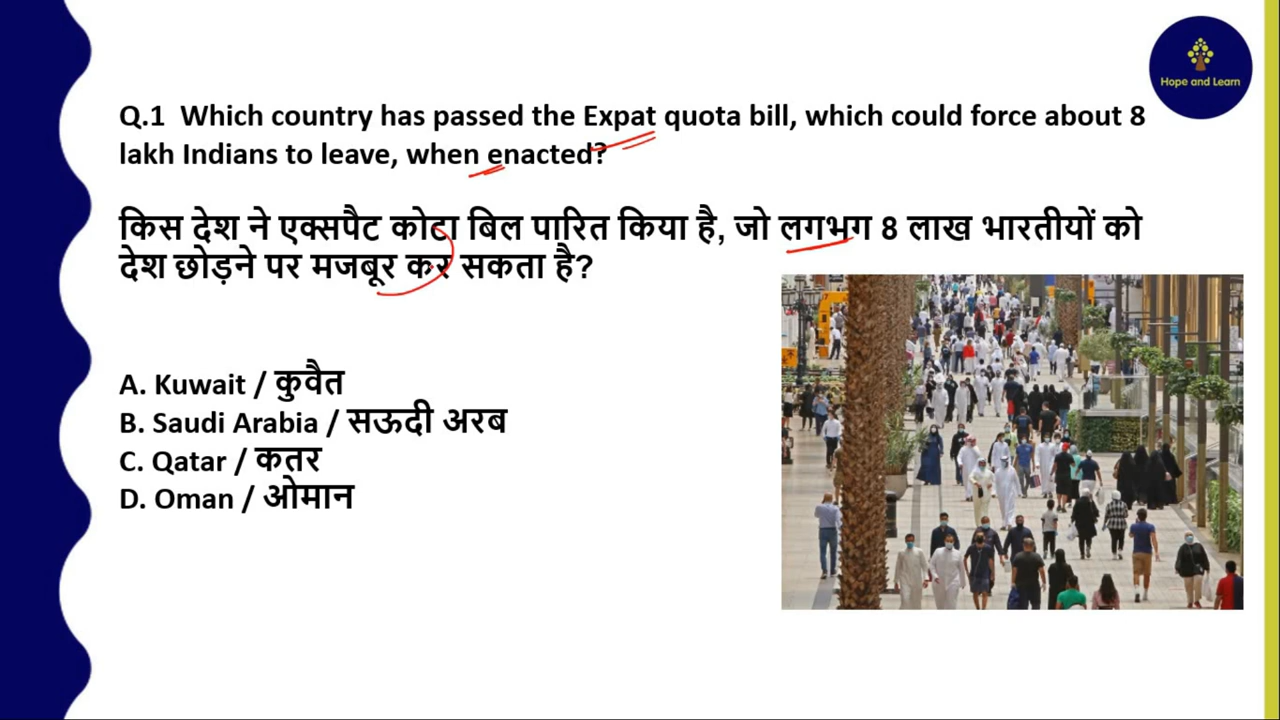 Hope and Learn
Q.1 Which country has passed the Expat quota bill, which could force about 8
lakh Indians to leave, when enacted?
किस देश ने एक्सपैट कोटा बिल पारित किया है, जो लगभग 8 लाख भारतीयों को
देश छोड़ने पर मजबूर कर सकता है?
A. Kuwait / कुवैत
B. Saudi Arabia / सऊदी अरब
C. Qatar / कतर
D. Oman / ओमान